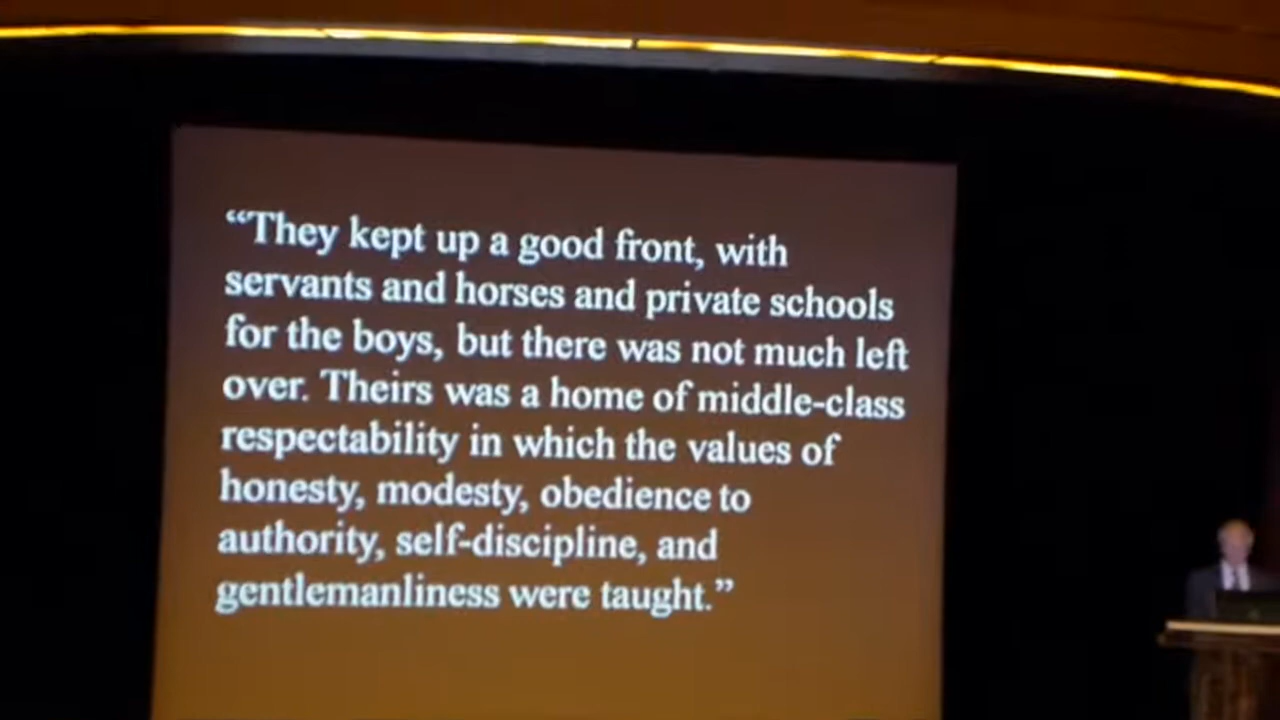 “They kept up a good front, with
servants and horses and private schools
for the boys, but there was not much left
over. Theirs was a home of middle-class
respectability in which the values of
honesty, modesty, obedience to
authority, self-discipline, and
gentlemanliness were taught.”